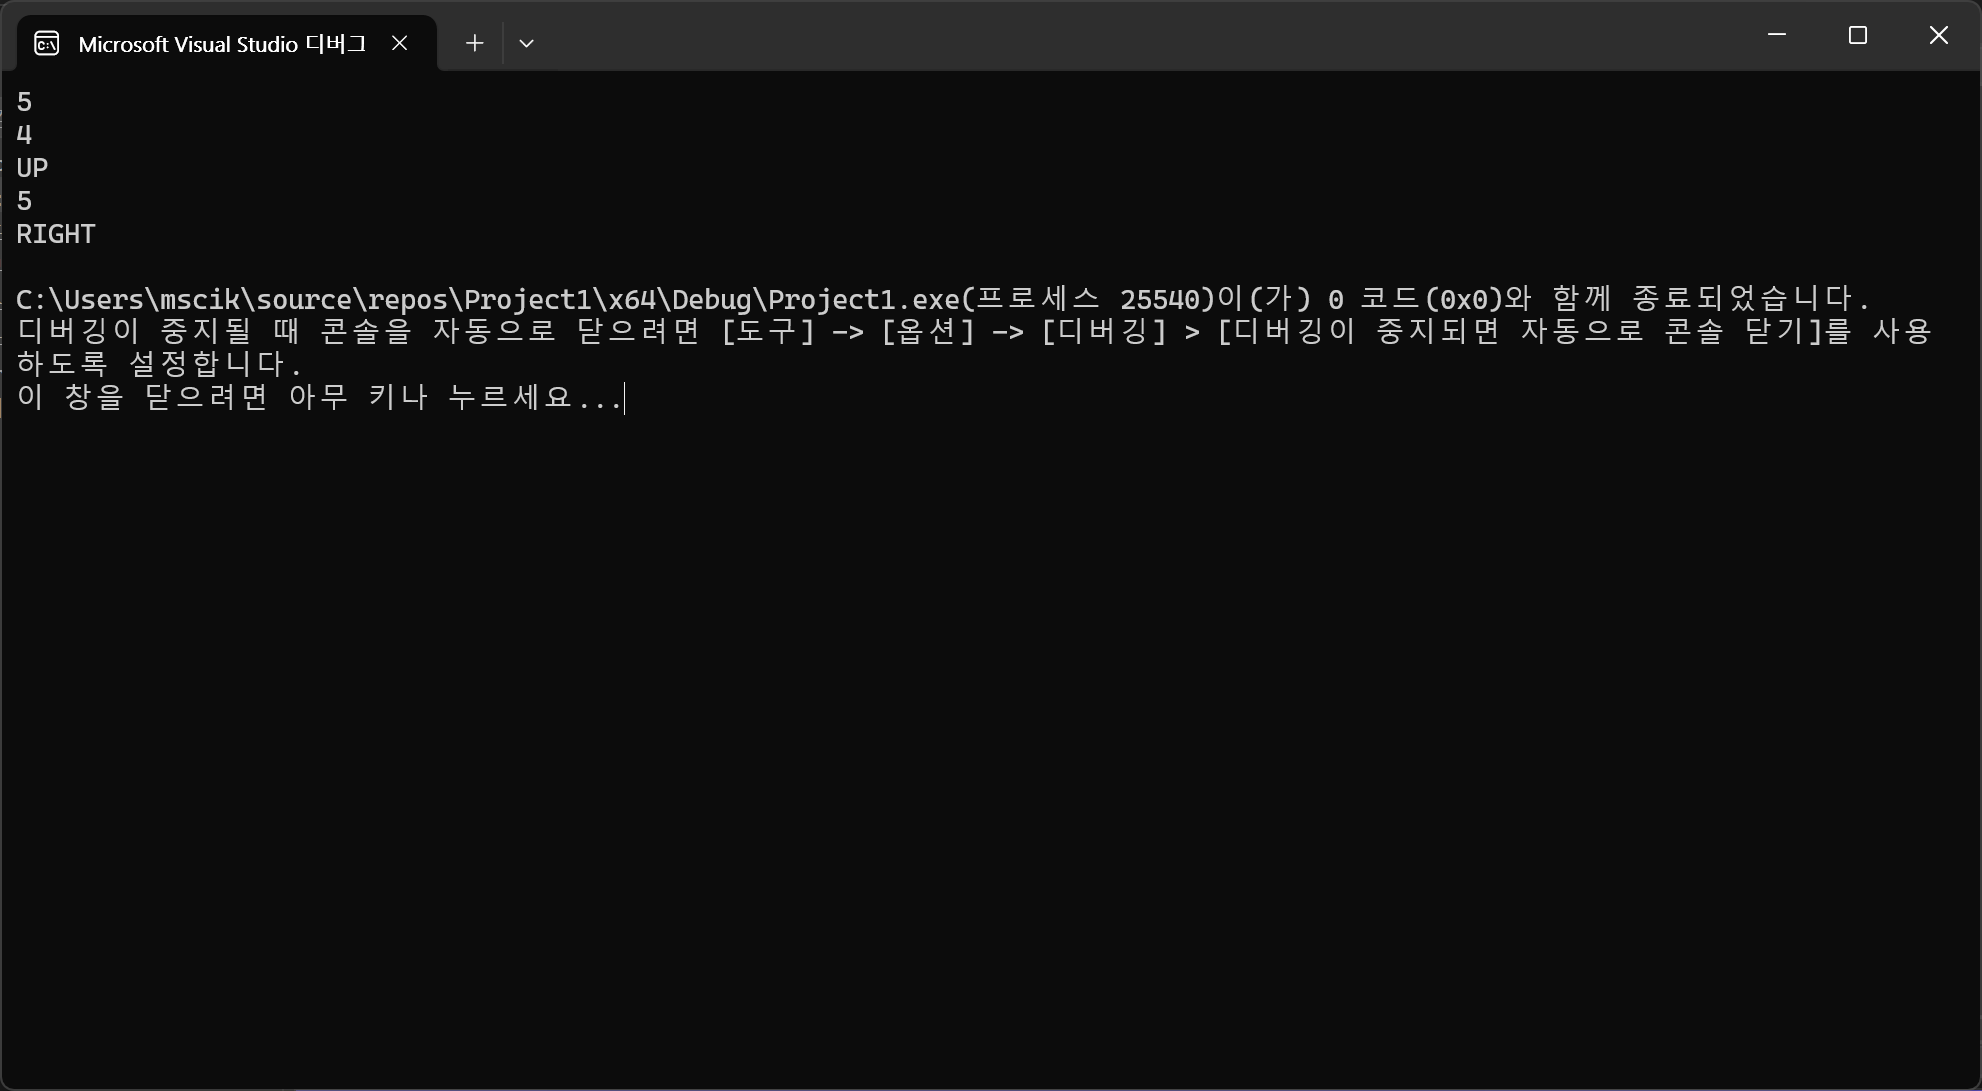 Microsoft Visual Studio 디버그
5
4
UP
5
RIGHT
C:\Users\mscik\source\repos\Project1\x64\Debug\Project1.exe(프로세스 25540)이(가) 0 코드(0x0)와 함께 종료되었습니다.
디버깅이 중지될 때 콘솔을 자동으로 닫으려면 [도구] -> [옵션] -> [디버깅] > [디버깅이 중지되면 자동으로 콘솔 닫기]를 사용
하도록 설정합니다.
이 창을 닫으려면 아무 키나 누르세요...